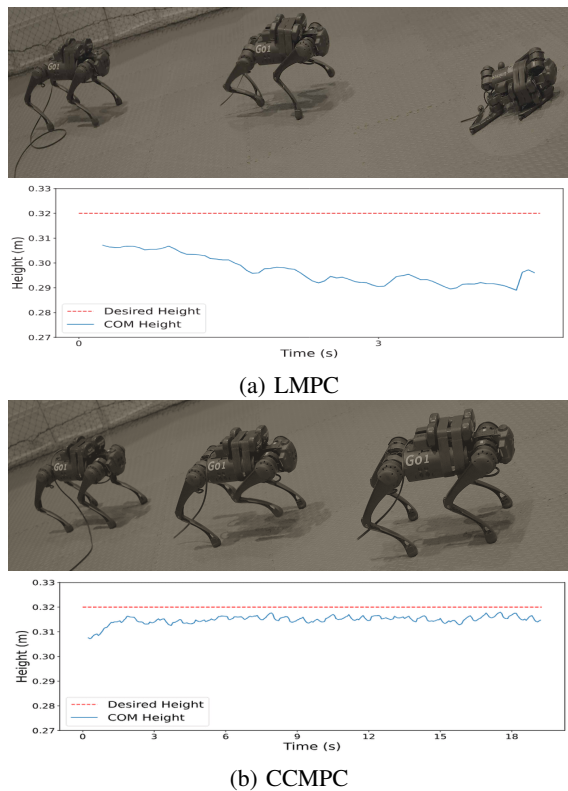 Go1
Go1
0.33
0.32
0.31
0.30
0.29
0.28
0.27
Height (m)
Desired Height
COM Height
0 3
Time (s)
(a) LMPC
Go1
Go1
Go1
0.33
0.32
0.31
0.30
0.29
0.28
0.27
Height (m)
Desired Height
COM Height
0 3 6 9 12 15 18
Time (s)
(b) CCMPC